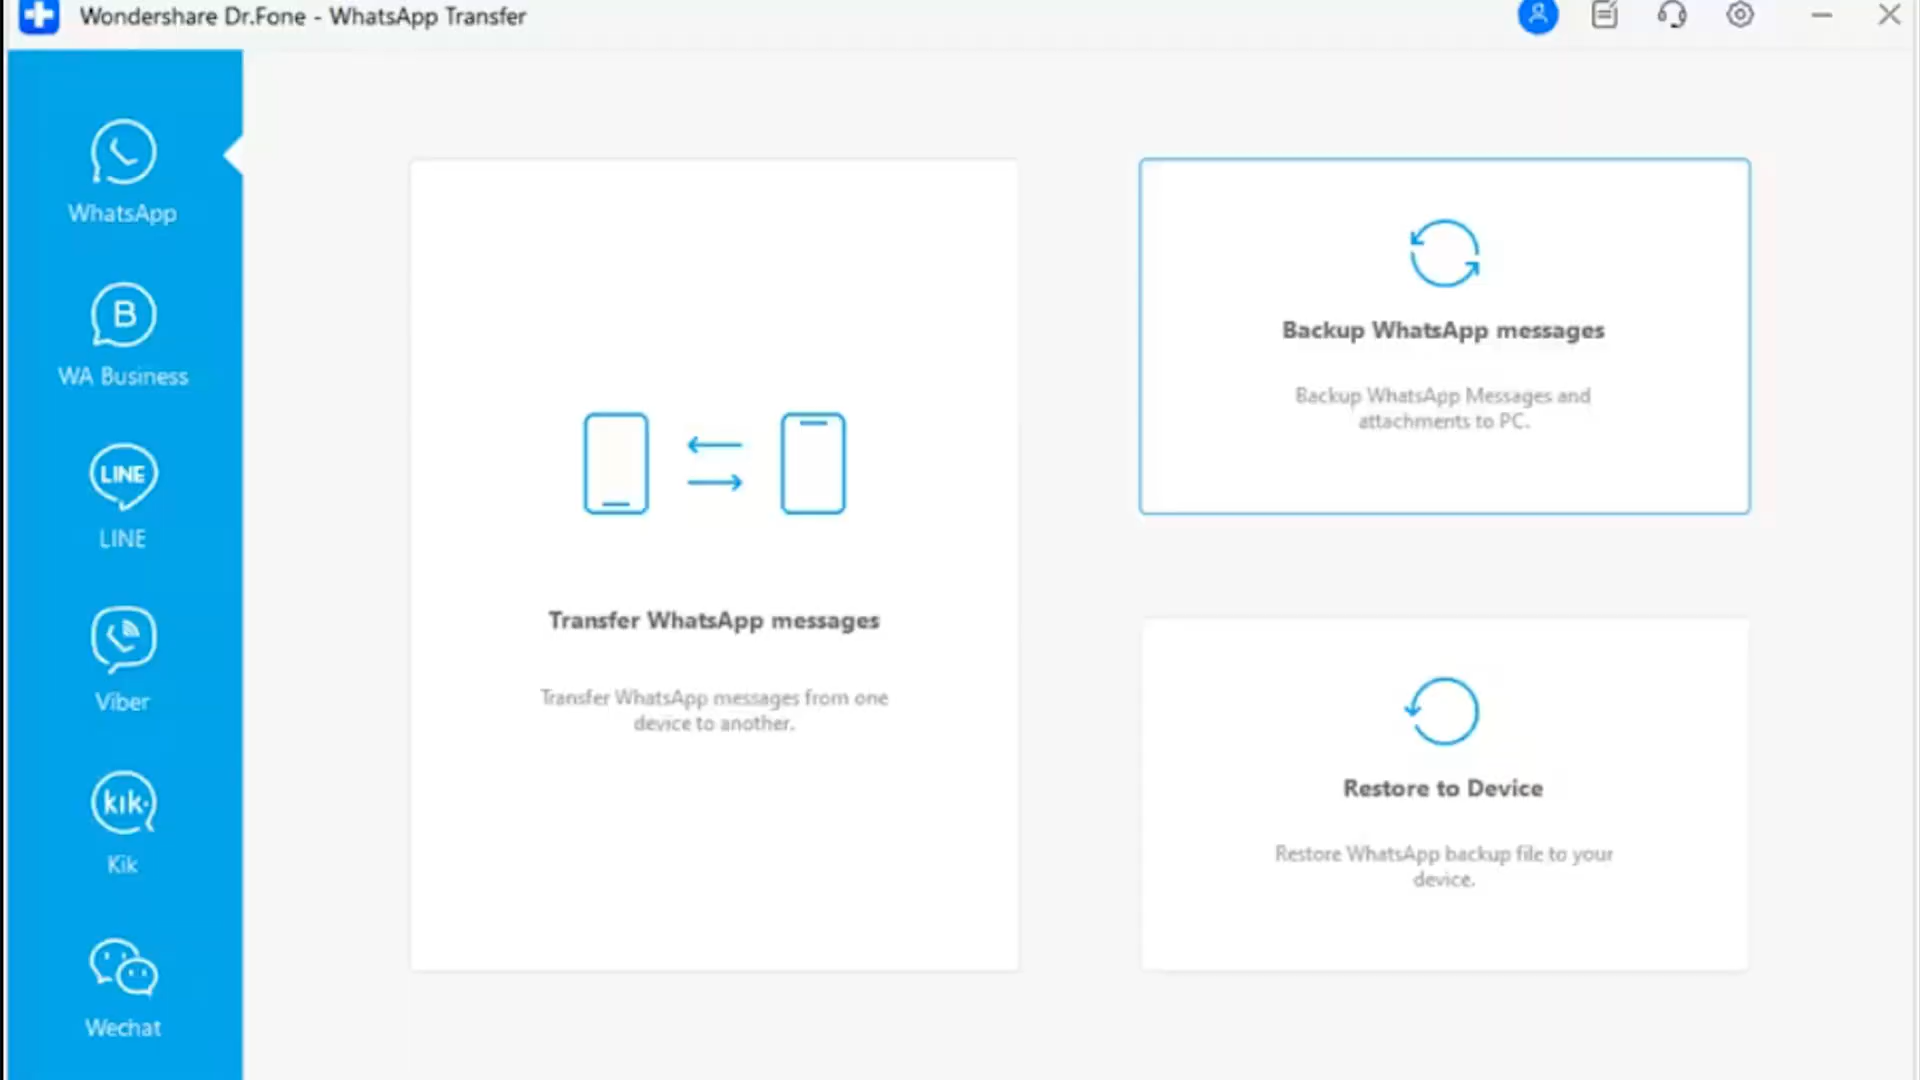 Wondershare Dr.Fone - WhatsApp Transfer
WhatsApp
B
WA Business
LINE
LINE
Viber
kik
Kik
Wechat
Transfer WhatsApp messages
Transfer WhatsApp messages from one
device to another.
Backup WhatsApp messages
Backup WhatsApp Messages and
attachments to PC.
Restore to Device
Restore WhatsApp backup file to your
device.